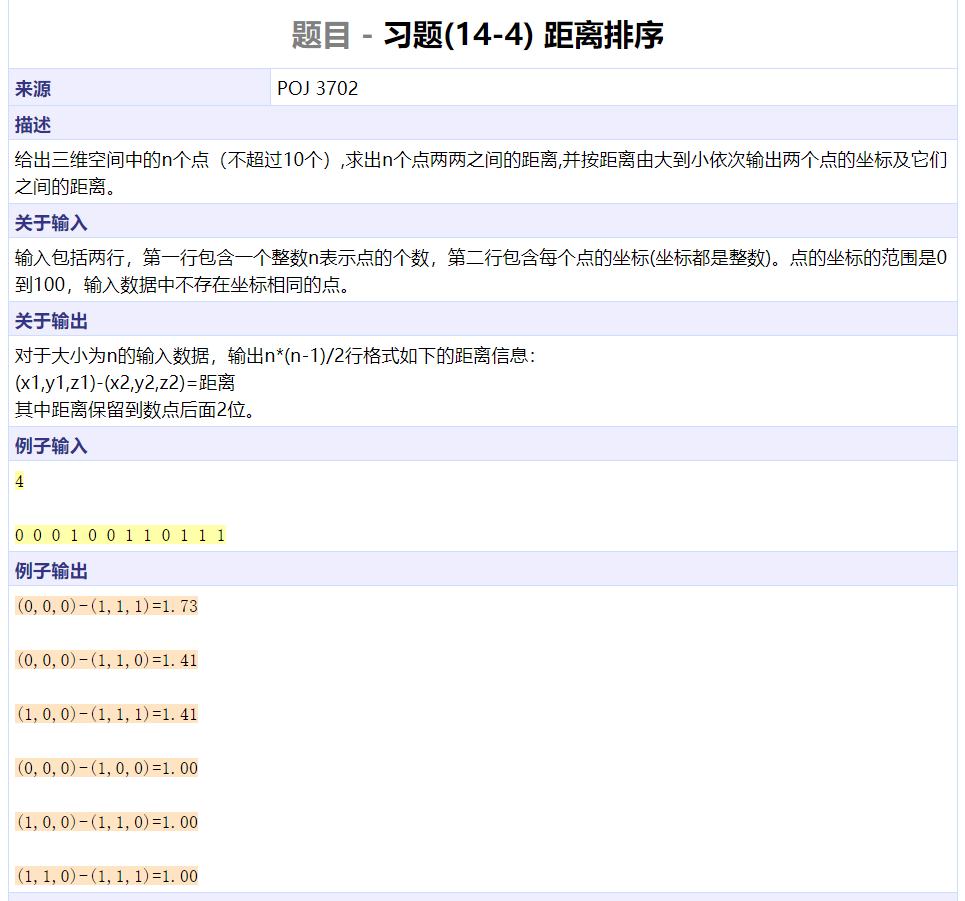 题目 - 习题(14-4) 距离排序
来源 POJ 3702
描述
给出三维空间中的n个点（不超过10个）,求出n个点两两之间的距离,并按距离由大到小依次输出两个点的坐标及它们
之间的距离。
关于输入
输入包括两行，第一行包含一个整数n表示点的个数，第二行包含每个点的坐标(坐标都是整数)。点的坐标的范围是0
到100，输入数据中不存在坐标相同的点。
关于输出
对于大小为n的输入数据，输出n*(n-1)/2行格式如下的距离信息：
(x1,y1,z1)-(x2,y2,z2)=距离
其中距离保留到数点后面2位。
例子输入
4
0 0 0 1 0 0 1 1 0 1 1 1
例子输出
(0,0,0)-(1,1,1)=1.73
(0,0,0)-(1,1,0)=1.41
(1,0,0)-(1,1,1)=1.41
(0,0,0)-(1,0,0)=1.00
(1,0,0)-(1,1,0)=1.00
(1,1,0)-(1,1,1)=1.00